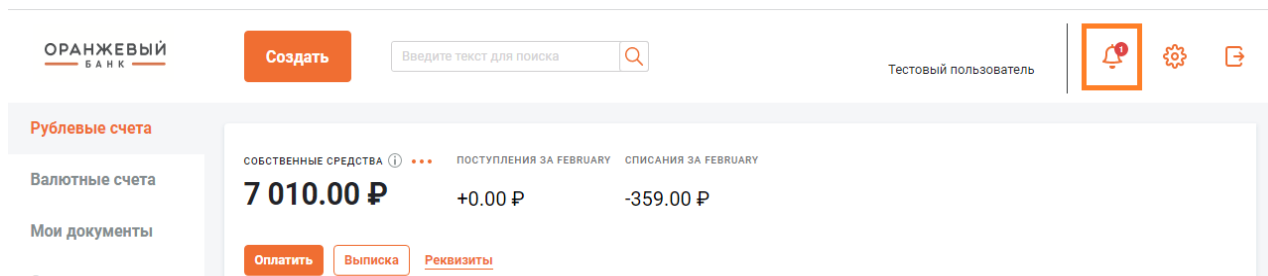 ОРАНЖЕВЫЙ
БАНК
Создать
Введите текст для поиска
Тестовый пользователь
1
Рублевые счета
Валютные счета
Мои документы
СОБСТВЕННЫЕ СРЕДСТВА
ПОСТУПЛЕНИЯ ЗА FEBRUARY
СПИСАНИЯ ЗА FEBRUARY
7 010.00 ₽
+0.00 ₽
-359.00 ₽
Оплатить
Выписка
Реквизиты